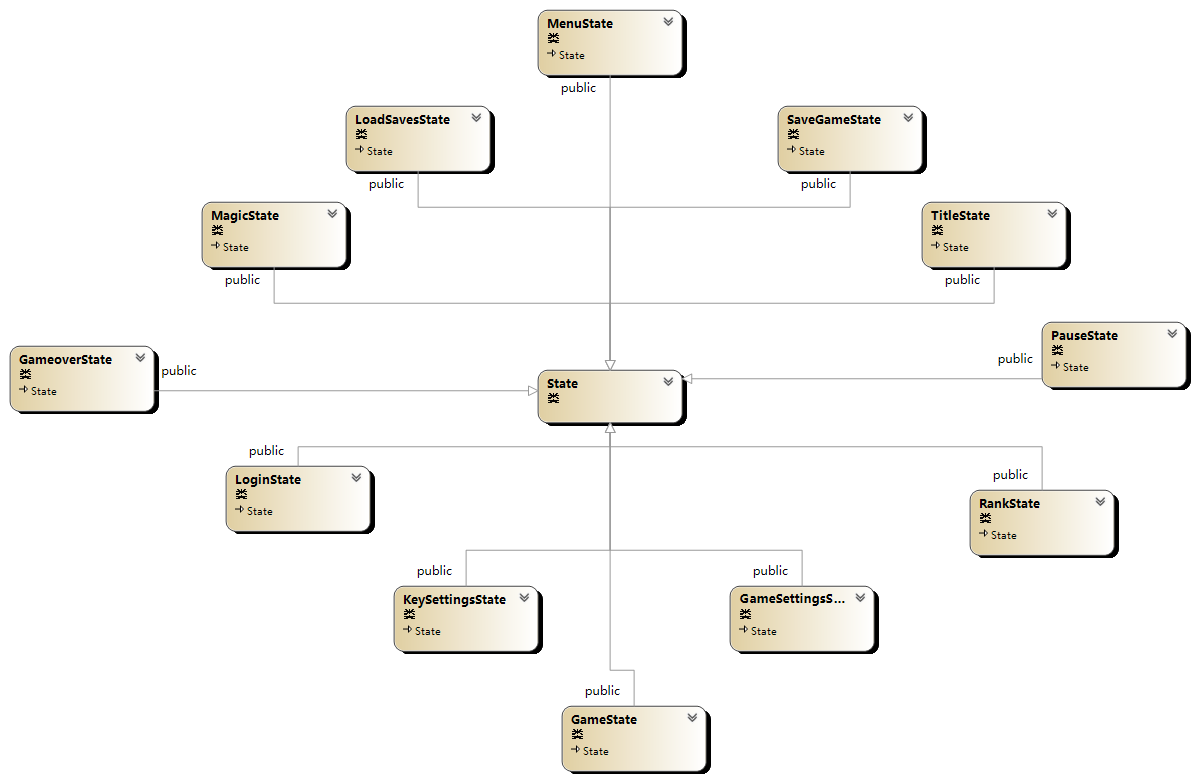 MenuState
State
public
LoadSavesState
State
public
SaveGameState
State
public
MagicState
State
public
TitleState
State
public
GameoverState
State
public
State
PauseState
State
public
public
LoginState
State
public
RankState
State
public
KeySettingsState
State
public
GameSettingsS...
State
public
GameState
State